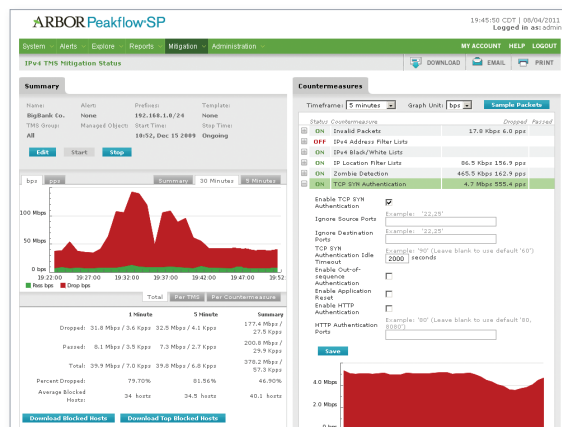 ARBOR Peakflow SP
19:45:50 CDT | 08/04/2011
Logged in as: admin
System Alerts Explore Reports Mitigation Administration
MY ACCOUNT HELP LOGOUT
IPv4 TMS Mitigation Status
DOWNLOAD EMAIL PRINT
Summary
Name: Alert: Prefixes: Template:
BigBank Co. None 192.168.1.0/24 None
TMS Group: Managed Object: Start Time: Stop Time:
All 10:52, Dec 15 2009 Ongoing
Edit Start Stop
bps pps Summary 30 Minutes 5 Minutes
100 Mbps
50 Mbps
0 bps
19:22:00 19:27:00 19:32:00 19:37:00 19:42:00 19:47:00 19:52
Pass bps Drop bps
Total Per TMS Per Countermeasure
1 Minute 5 Minute Summary
Dropped: 31.8 Mbps / 3.6 Kpps 32.5 Mbps / 4.1 Kpps 177.4 Mbps / 27.5 Kpps
Passed: 8.1 Mbps / 3.5 Kpps 7.3 Mbps / 2.7 Kpps 200.8 Mbps / 29.9 Kpps
Total: 39.9 Mbps / 7.0 Kpps 39.8 Mbps / 6.8 Kpps 378.2 Mbps / 57.3 Kpps
Percent Dropped: 79.70% 81.56% 46.90%
Average Blocked Hosts: 34 hosts 34.5 hosts 40.1 hosts
Download Blocked Hosts Download Top Blocked Hosts
Countermeasures
Timeframe: 5 minutes Graph Unit: bps Sample Packets
Status Countermeasure Dropped Passed
ON Invalid Packets 17.8 Kbps 6.0 pps
OFF IPv4 Address Filter Lists
ON IPv4 Black/White Lists
ON IP Location Filter Lists 86.5 Kbps 156.9 pps
ON Zombie Detection 465.5 Kbps 162.9 pps
ON TCP SYN Authentication 4.7 Mbps 555.4 pps
Enable TCP SYN Authentication
Example: '22,25'
Ignore Source Ports
Example: '22,25'
Ignore Destination Ports
TCP SYN Authentication Idle Timeout
Example: '90' (Leave blank to use default '60')
2000 seconds
Enable Out-of-sequence Authentication
Enable Application Reset
Enable HTTP Authentication
HTTP Authentication Ports
Example: '80' (Leave blank to use default '80, 8080')
Save
4.0 Mbps
2.0 Mbps
0 bps